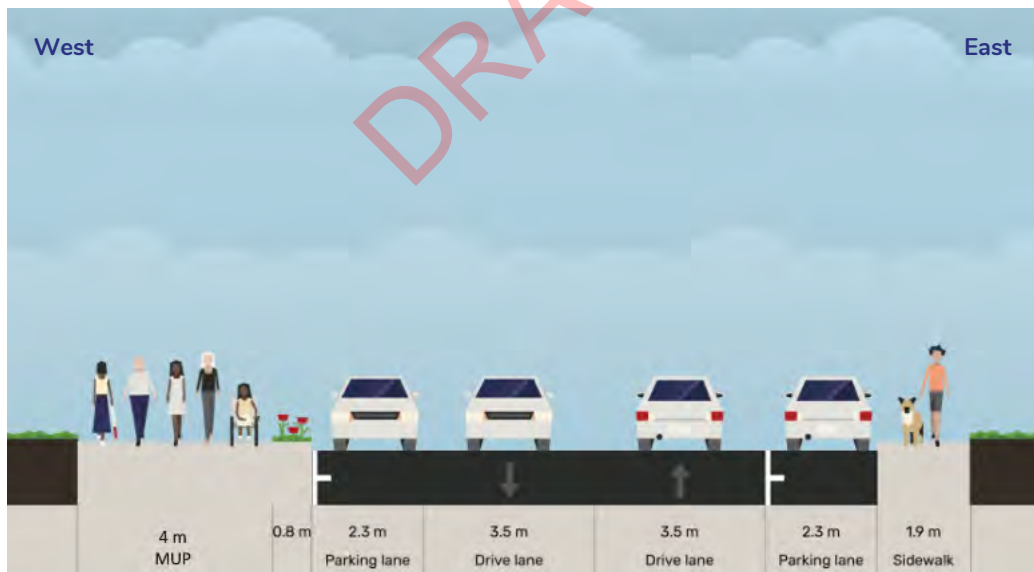 West
East
DRA
4 m
MUP
0.8 m
2.3 m
Parking lane
3.5 m
Drive lane
3.5 m
Drive lane
2.3 m
Parking lane
1.9 m
Sidewalk